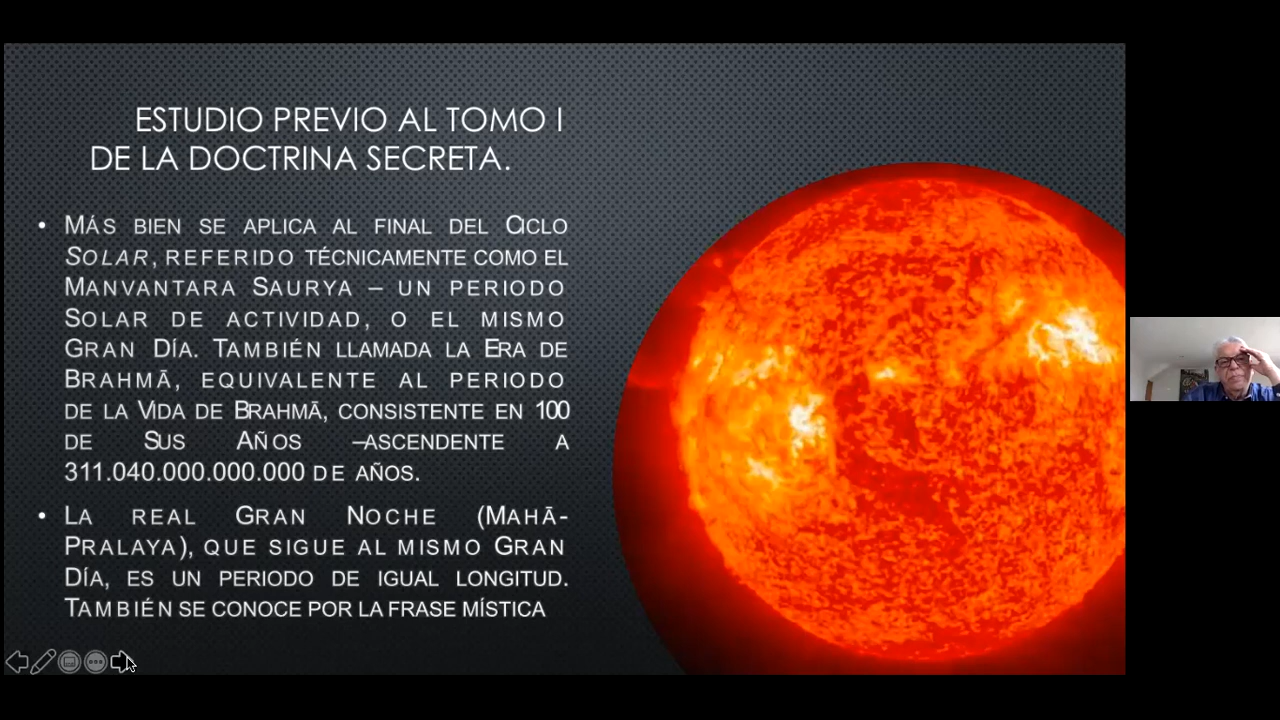 ESTUDIO PREVIO AL TOMO I
DE LA DOCTRINA SECRETA.
• MÁS BIEN SE APLICA AL FINAL DEL CICLO
SOLAR, REFERIDO TÉCNICAMENTE COMO EL
MANVANTARA SAURYA – UN PERIODO
SOLAR DE ACTIVIDAD, O EL MISMO
GRAN DÍA. TAMBIÉN LLAMADA LA ERA DE
BRAHMĀ, EQUIVALENTE AL PERIODO
DE LA VIDA DE BRAHMĀ, CONSISTENTE EN 100
DE SUS AÑOS –ASCENDENTE A
311.040.000.000.000 DE AÑOS.
• LA REAL GRAN NOCHE (MAHĀ-
PRALAYA), QUE SIGUE AL MISMO GRAN
DÍA, ES UN PERIODO DE IGUAL LONGITUD.
TAMBIÉN SE CONOCE POR LA FRASE MÍSTICA